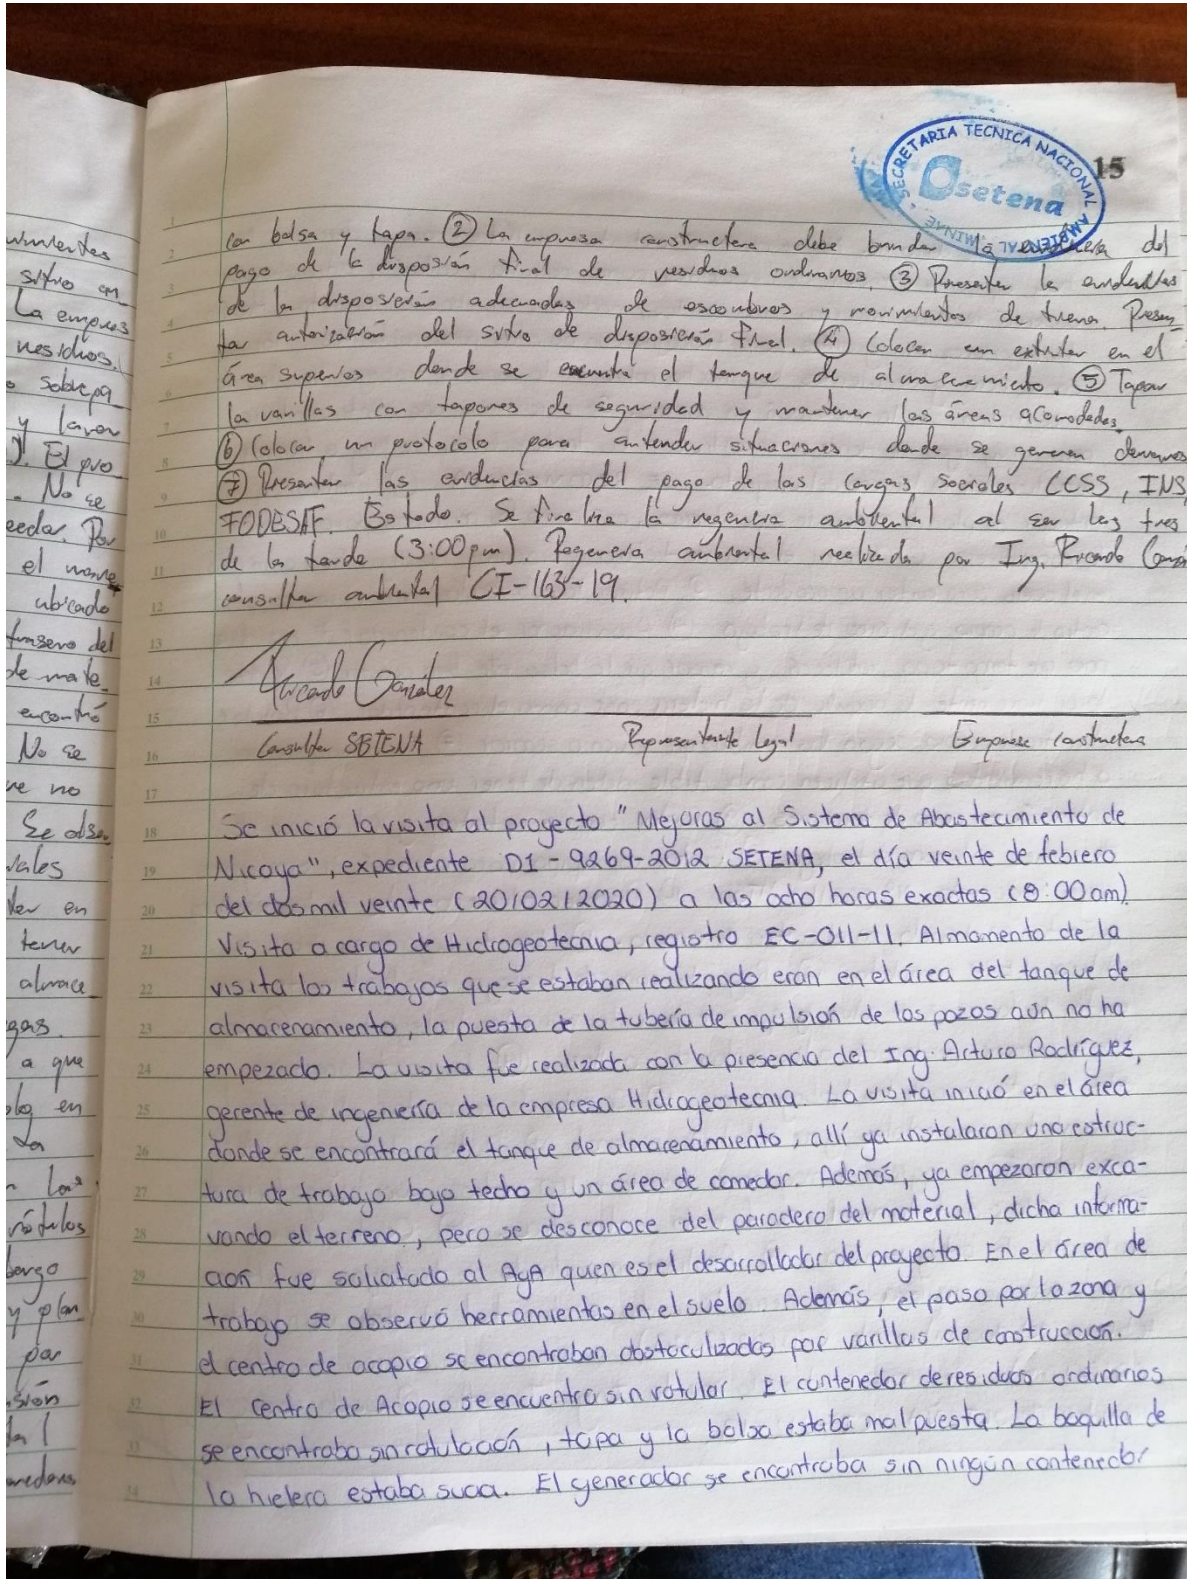 SECRETARIA TECNICA NACIONAL AMBIENTAL MINAE
setena
15
con bolsa y tapa. ② La empresa constructora debe brindar la del
pago de la disposición final de residuos ordinarios. ③ Presentar las evidencias
de la disposición adecuadas de escombros y movimientos de tierra. Presen
tar autorización del sitio de disposición final. ④ Colocar un extintor en el
área superior donde se encuentra el tanque de almacenamiento. ⑤ Tapar
la varillas con tapones de seguridad y mantener las áreas acomodadas.
⑥ Colocar un protocolo para antender situaciones donde se generen derrames
⑦ Presentar las evidencias del pago de las cargas sociales CCSS, INS,
FODESAF. Estado. Se finaliza la regencia ambiental al ser las tres
de la tarde (3:00pm). Regencia ambiental realizada por Ing. Ricardo
consultor ambiental CI-163-19.
Ricardo González
Consultor SETENA Representante Legal Empresa constructora
Se inició la visita al proyecto "Mejoras al Sistema de Abastecimiento de
Nicoya", expediente D1-9269-2012 SETENA, el día veinte de febrero
del dos mil veinte (20/02/2020) a las ocho horas exactas (8:00am).
Visita a cargo de Hidrogeotecnia, registro EC-011-11. Al momento de la
visita los trabajos que se estaban realizando eran en el área del tanque de
almacenamiento, la puesta de la tubería de impulsión de los pozos aún no ha
empezado. La visita fue realizada con la presencia del Ing. Arturo Rodríguez,
gerente de ingeniería de la empresa Hidrogeotecnia. La visita inició en el área
donde se encontrará el tanque de almacenamiento, allí ya instalaron una estruc-
tura de trabajo bajo techo y un área de comedor. Además, ya empezaron exca-
vando el terreno, pero se desconoce del paradero del material, dicha informa-
ción fue solicitado al AyA quien es el desarrollador del proyecto. En el área de
trabajo se observó herramientas en el suelo. Además, el paso por la zona y
el centro de acopio se encontraban obstaculizadas por varillas de construcción.
El Centro de Acopio se encuentra sin rotular. El contenedor de residuos ordinarios
se encontraba sin rotulación, tapa y la bolsa estaba mal puesta. La boquilla de
la hielera estaba sucia. El generador se encontraba sin ningún contenedor